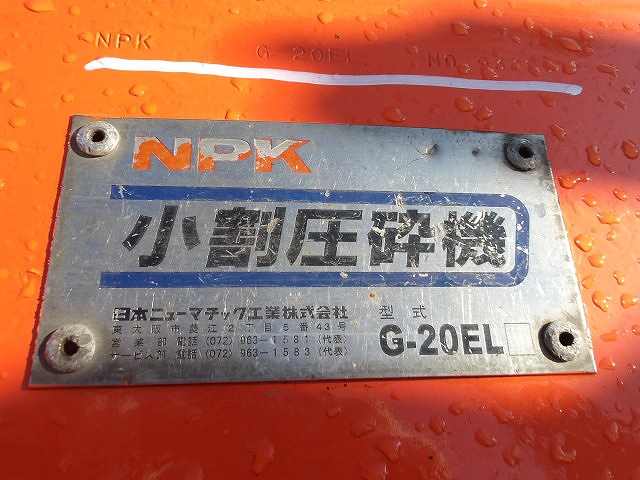 NPK G-20EL NO.
NPK
小割圧砕機
日本ニューマチック工業株式会社
東大阪市菱江2丁目5番43号
営業部 電話(072)963-1581(代表)
サービス部 電話(072)963-1583(代表)
型式
G-20EL